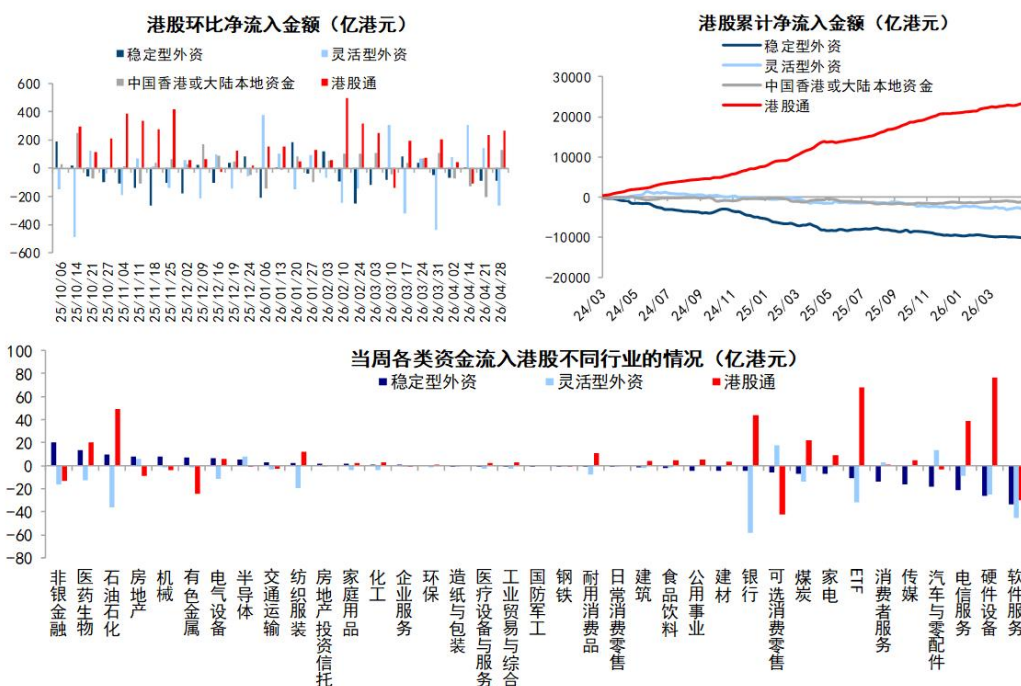 港股环比净流入金额（亿港元）
稳定型外资 灵活型外资
中国香港或大陆本地资金 港股通
600
400
200
0
-200
-400
-600
25/10/06 25/10/14 25/10/21 25/10/27 25/11/04 25/11/11 25/11/18 25/11/25 25/12/02 25/12/09 25/12/16 25/12/19 25/12/24 26/01/06 26/01/13 26/01/20 26/01/27 26/02/03 26/02/10 26/02/24 26/03/03 26/03/10 26/03/17 26/03/24 26/03/31 26/04/02 26/04/14 26/04/21 26/04/28
港股累计净流入金额（亿港元）
稳定型外资
灵活型外资
中国香港或大陆本地资金
港股通
30000
20000
10000
0
-10000
-20000
24/03 24/05 24/07 24/09 24/11 25/01 25/03 25/05 25/07 25/09 25/11 26/01 26/03
当周各类资金流入港股不同行业的情况（亿港元）
稳定型外资 灵活型外资 港股通
100
80
60
40
20
0
-20
-40
-60
-80
非银金融 医药生物 石油石化 房地产 机械 有色金属 电气设备 半导体 交通运输 纺织服装 房地产投资信托 家庭用品 化工 企业服务 环保 造纸与包装 医疗设备与服务 工业贸易与综合 国防军工 钢铁 耐用消费品 日常消费零售 建筑 食品饮料 公用事业 建材 银行 可选消费零售 煤炭 家电 ETF 消费者服务 传媒 汽车与零配件 电信服务 硬件设备 软件服务